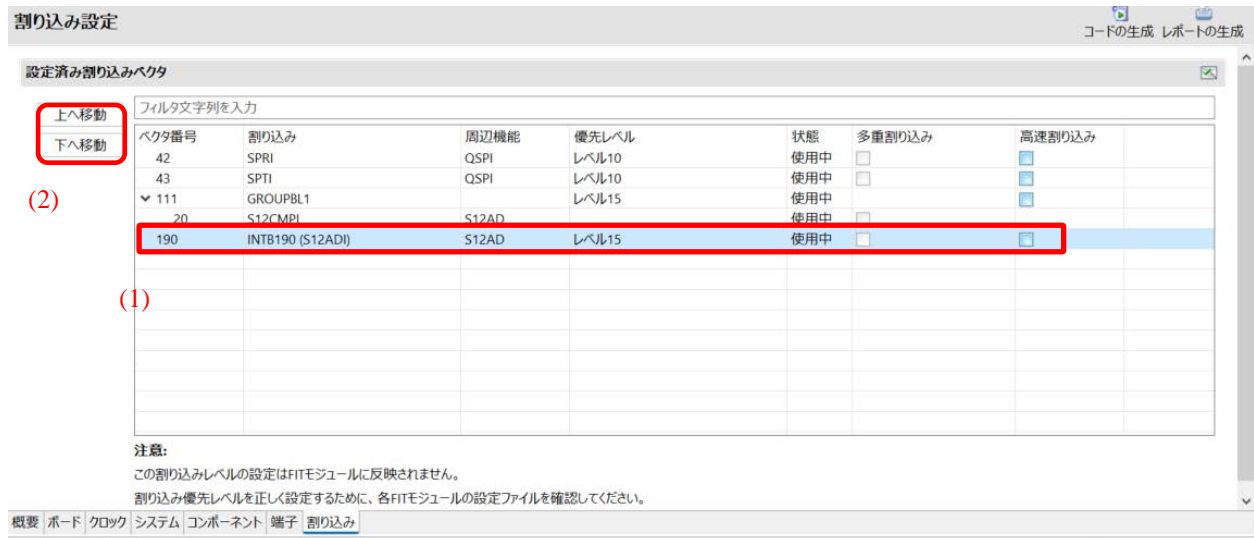 割り込み設定
コードの生成 レポートの生成
設定済み割り込みベクタ
上へ移動
下へ移動
(2)
フィルタ文字列を入力
ベクタ番号 割り込み 周辺機能 優先レベル 状態 多重割り込み 高速割り込み
42 SPRI QSPI レベル10 使用中
43 SPTI QSPI レベル10 使用中
111 GROUPBL1 レベル15 使用中
20 S12CMPI S12AD 使用中
190 INTB190 (S12ADI) S12AD レベル15 使用中
(1)
注意:
この割り込みレベルの設定はFITモジュールに反映されません。
割り込み優先レベルを正しく設定するために、各FITモジュールの設定ファイルを確認してください。
概要 ボード クロック システム コンポーネント 端子 割り込み